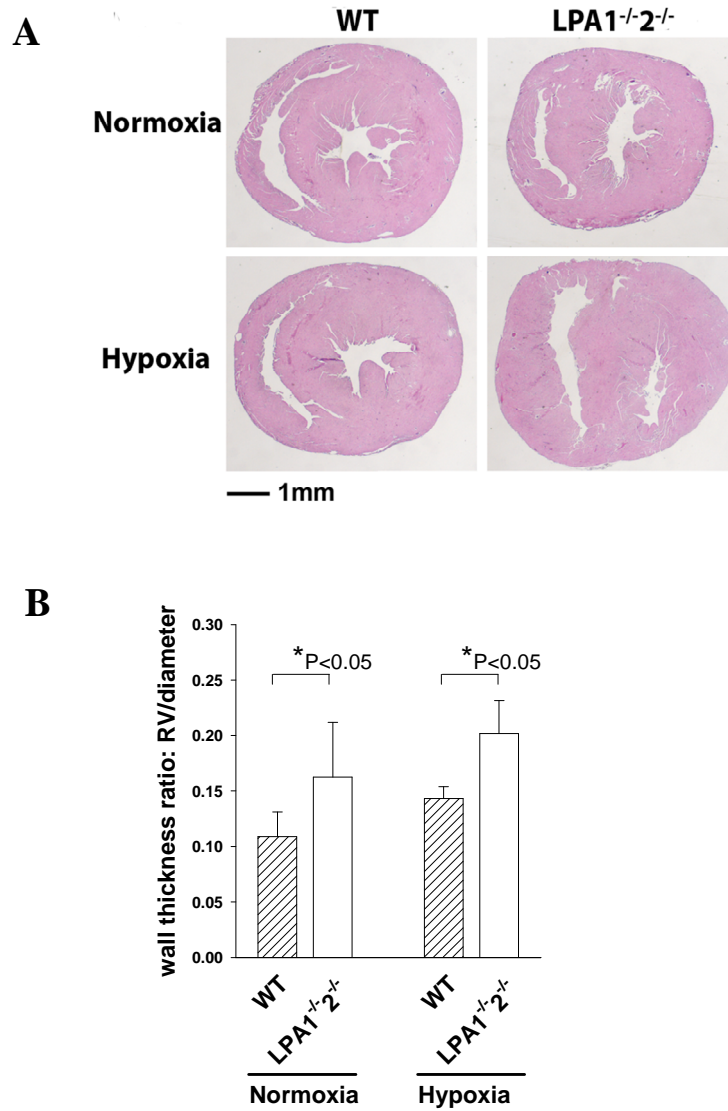 A
WT LPA1⁻/⁻2⁻/⁻
Normoxia
Hypoxia
1mm
B
wall thickness ratio: RV/diameter
0.30
0.25
0.20
0.15
0.10
0.05
0.00
*P<0.05 *P<0.05
WT LPA1⁻/⁻2⁻/⁻ WT LPA1⁻/⁻2⁻/⁻
Normoxia Hypoxia